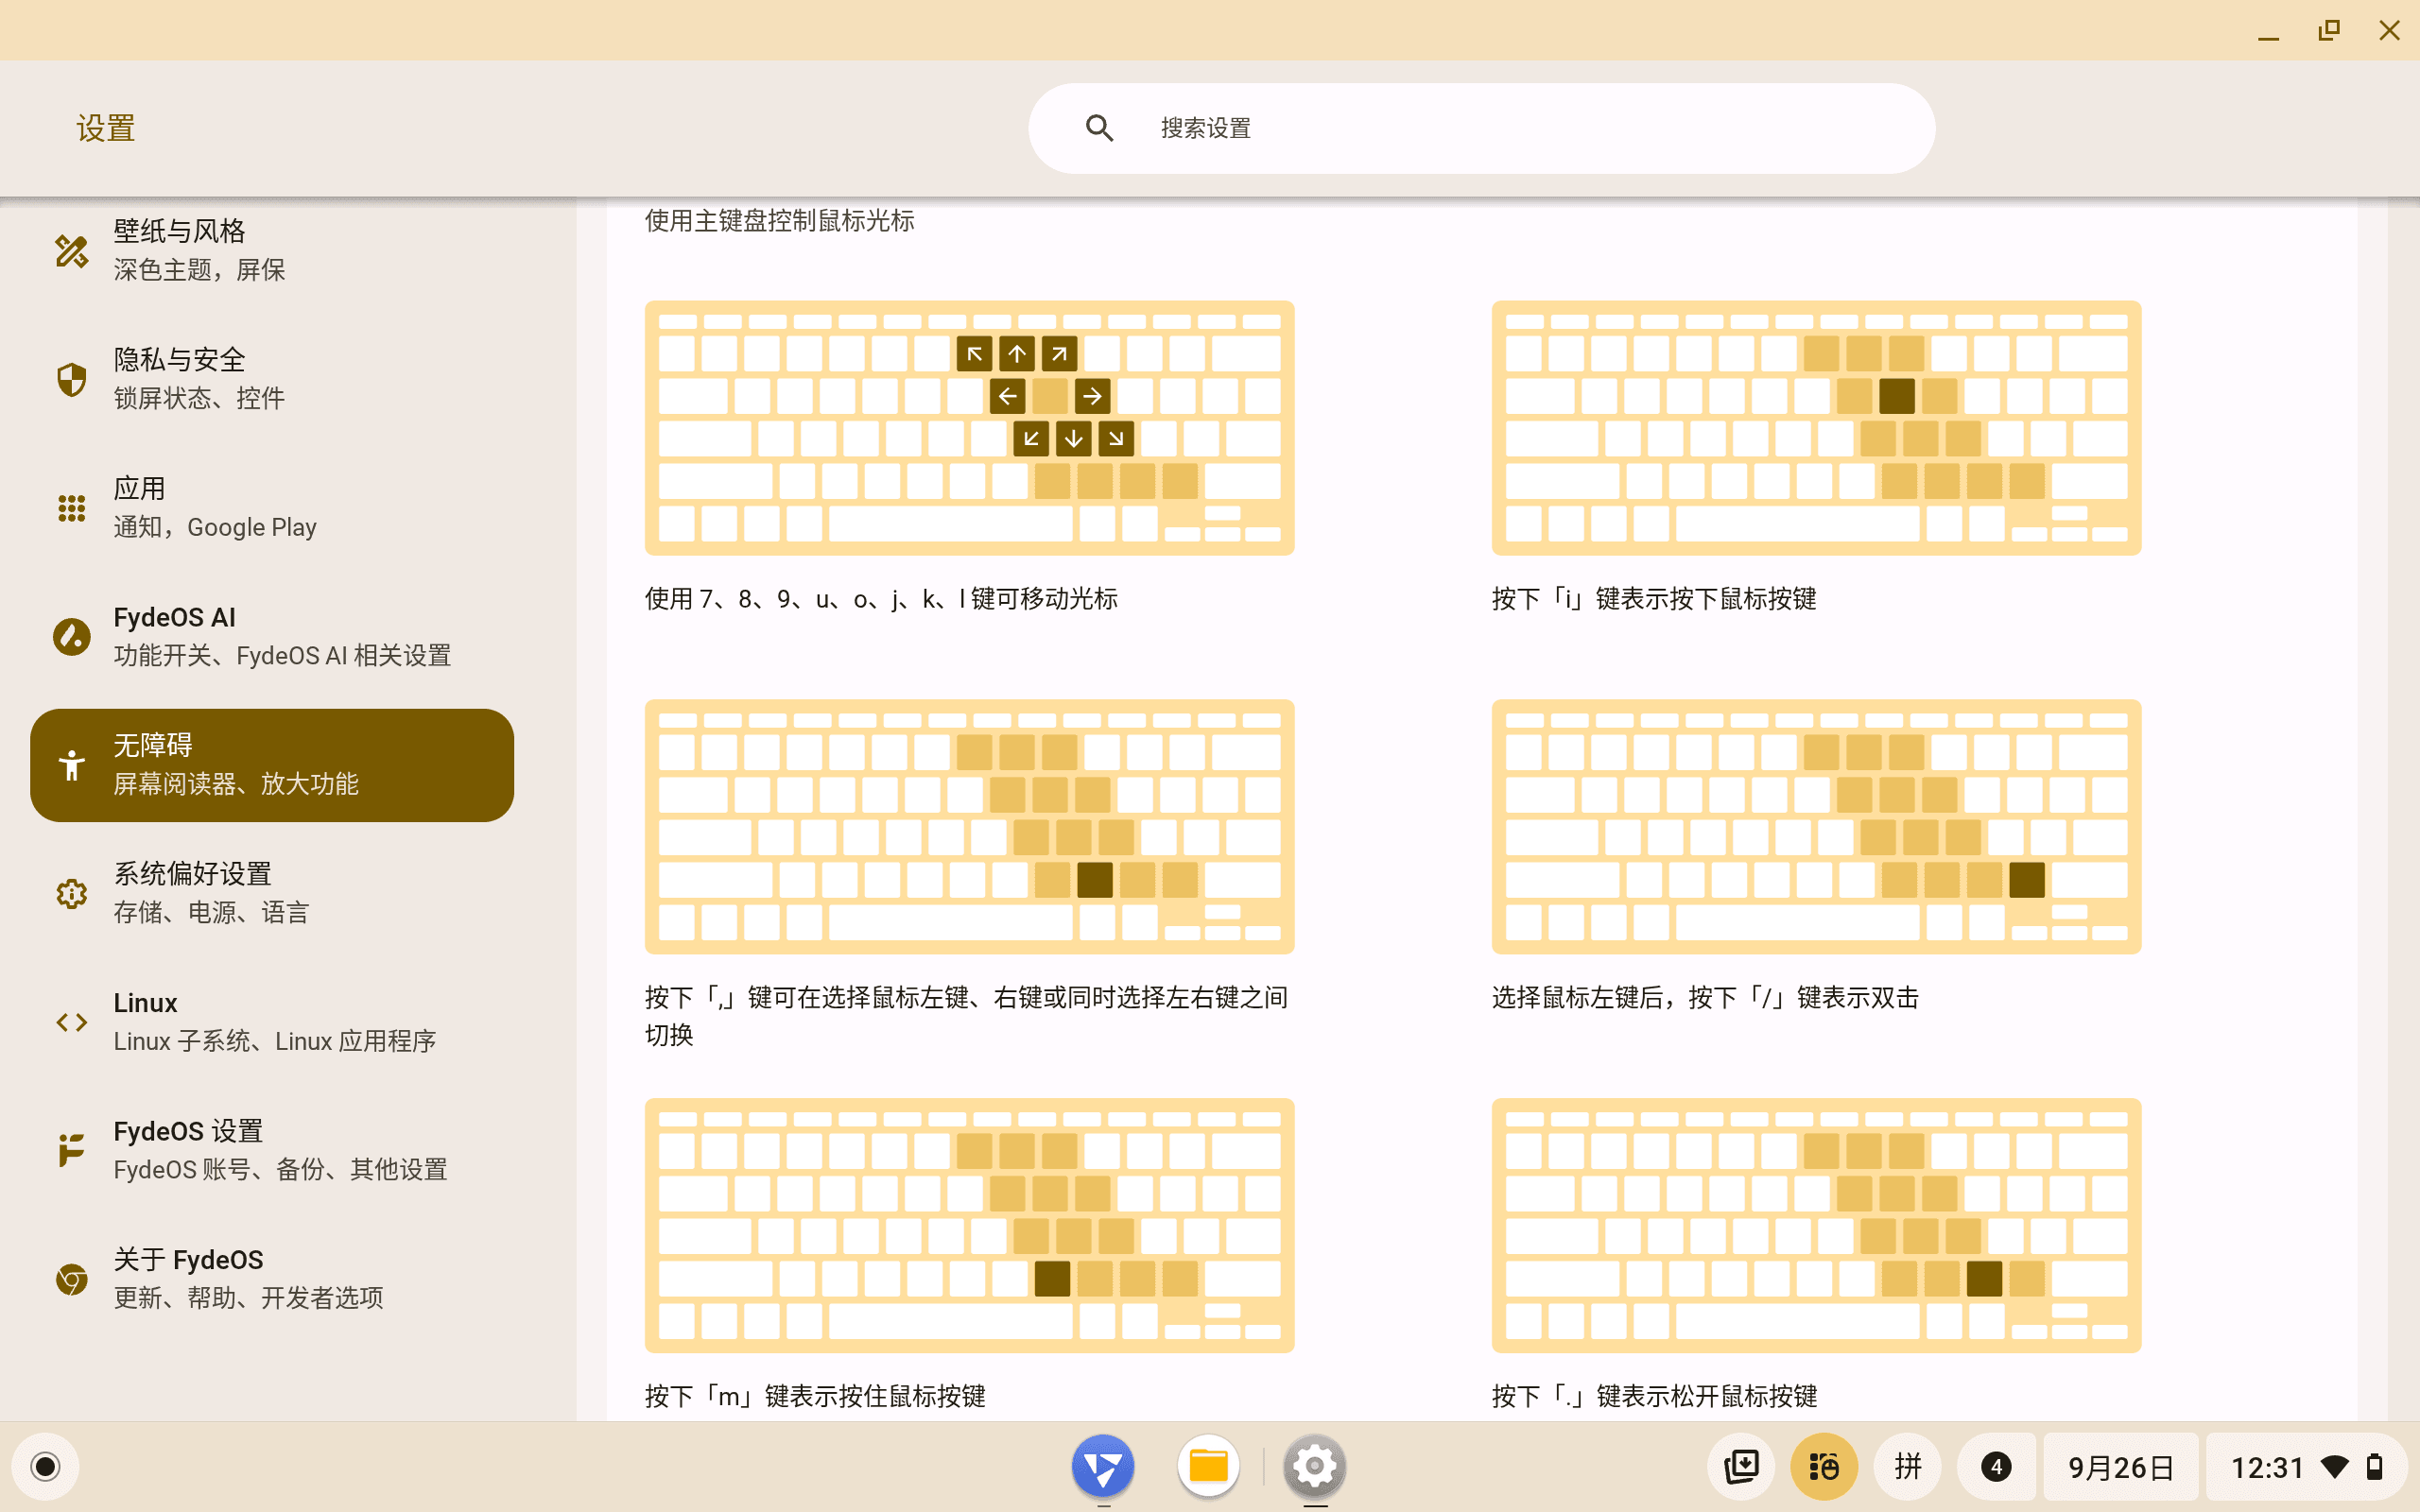 设置
搜索设置
壁纸与风格
深色主题，屏保
隐私与安全
锁屏状态、控件
应用
通知，Google Play
FydeOS AI
功能开关、FydeOS AI 相关设置
无障碍
屏幕阅读器、放大功能
系统偏好设置
存储、电源、语言
Linux
Linux 子系统、Linux 应用程序
FydeOS 设置
FydeOS 账号、备份、其他设置
关于 FydeOS
更新、帮助、开发者选项
使用主键盘控制鼠标光标
使用 7、8、9、u、o、j、k、l 键可移动光标
按下「i」键表示按下鼠标按键
按下「,」键可在选择鼠标左键、右键或同时选择左右键之间
切换
选择鼠标左键后，按下「/」键表示双击
按下「m」键表示按住鼠标按键
按下「.」键表示松开鼠标按键
拼
4
9月26日
12:31